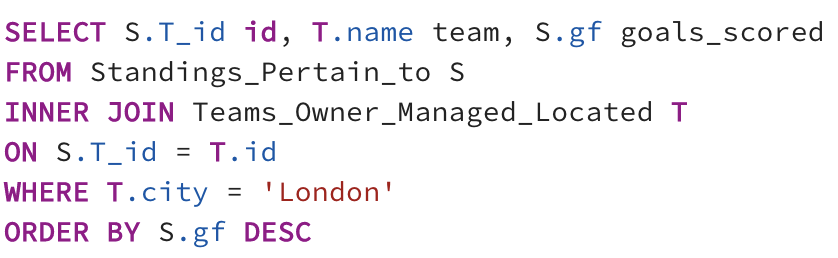 SELECT S.T_id id, T.name team, S.gf goals_scored
FROM Standings_Pertain_to S
INNER JOIN Teams_Owner_Managed_Located T
ON S.T_id = T.id
WHERE T.city = 'London'
ORDER BY S.gf DESC